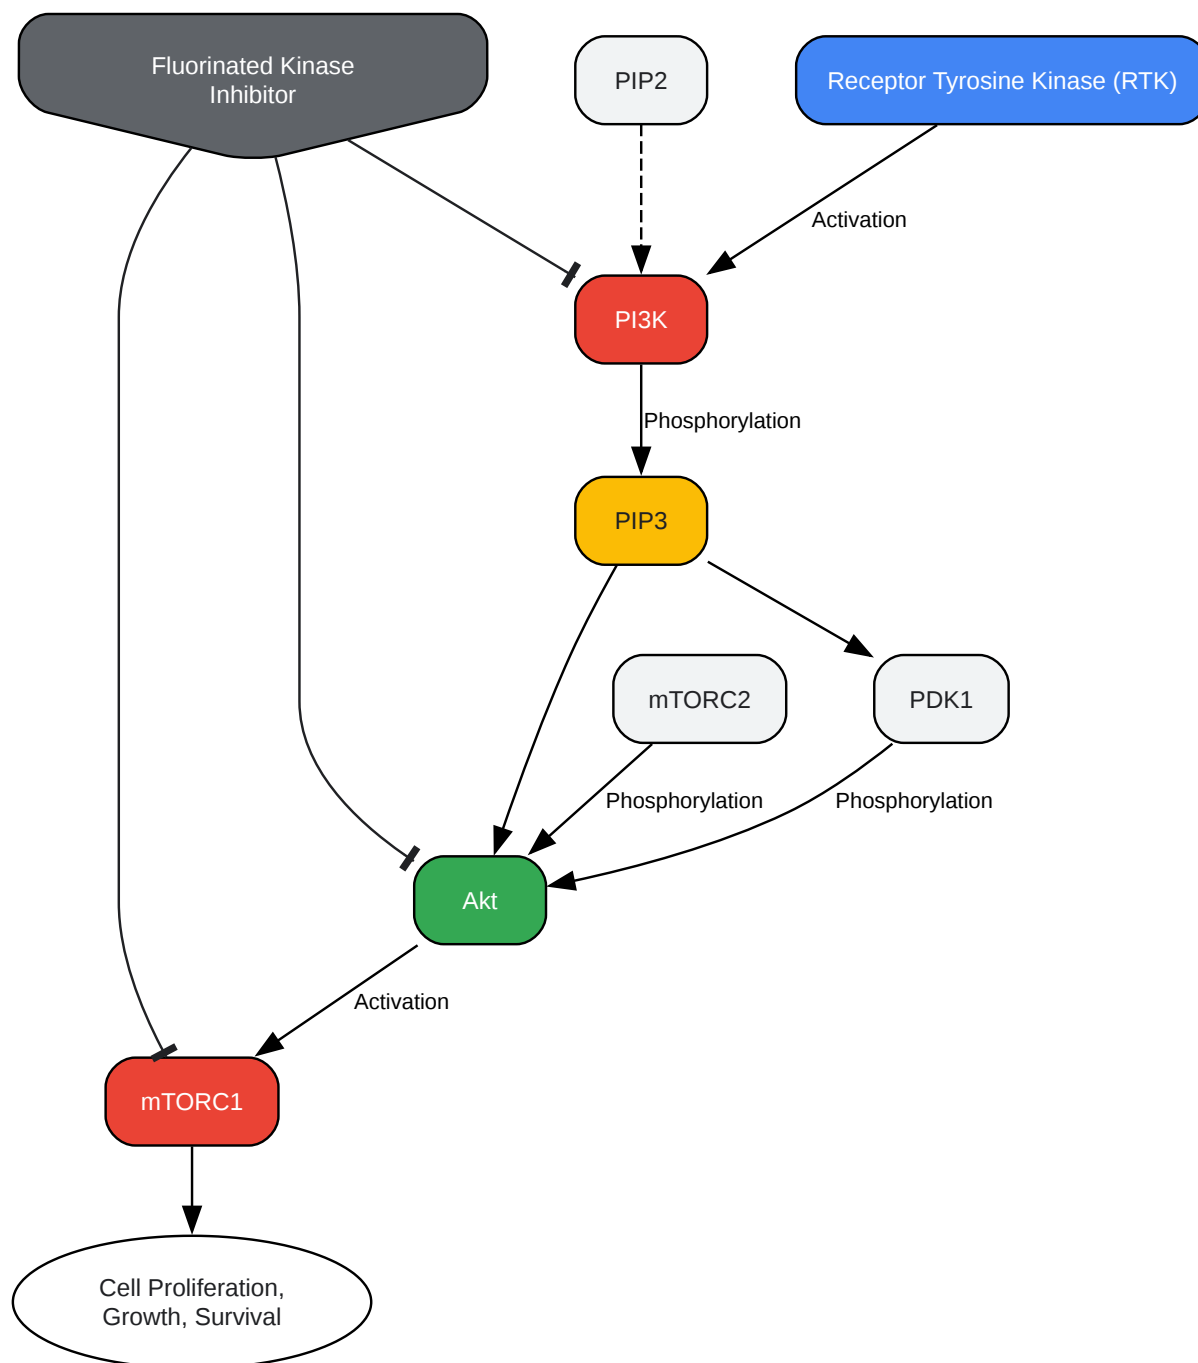 Fluorinated Kinase
Inhibitor
PIP2
Receptor Tyrosine Kinase (RTK)
Activation
PI3K
Phosphorylation
PIP3
mTORC2
PDK1
Phosphorylation
Phosphorylation
Akt
Activation
mTORC1
Cell Proliferation,
Growth, Survival